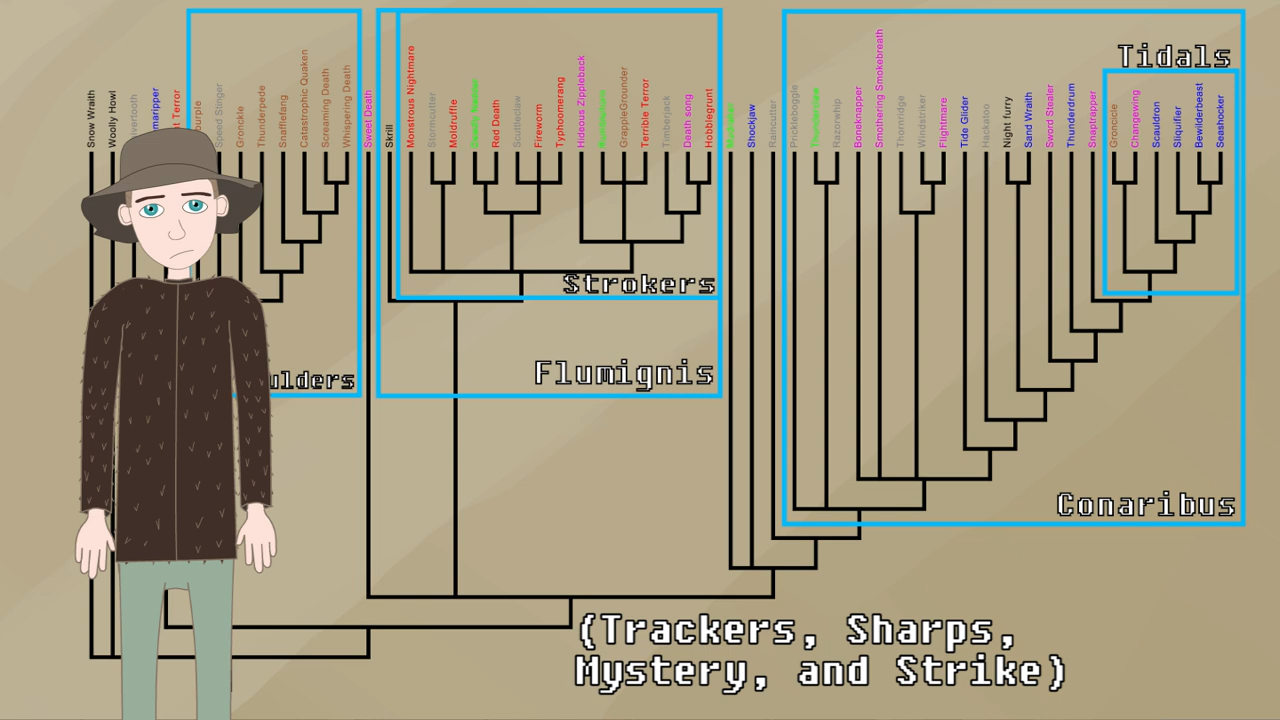 Snow Wraith
Woolly Howl
Speed Stinger
Gronckle
Thunderpede
Snafflefang
Catastrophic Quaken
Screaming Death
Whispering Death
Sweet Death
Skrill
Monstrous Nightmare
Stormcutter
Moldruffle
Red Death
Scuttleclaw
Fireworm
Typhoomerang
Hideous Zippleback
GrappleGrounder
Terrible Terror
Timberjack
Death song
Hobblegrunt
Shockjaw
Raincutter
Prickleboggle
Razorwhip
Boneknapper
Smothering Smokebreath
Thornridge
Windstriker
Flightmare
Tide Glider
Hackatoo
Night furry
Sand Wraith
Sword Stealer
Thunderdrum
Snaptrapper
Changewing
Scauldron
Sliquifier
Bewilderbeast
Seashocker
Tidals
Strokers
Flumignis
ulders
Conaribus
(Trackers, Sharps,
Mystery, and Strike)